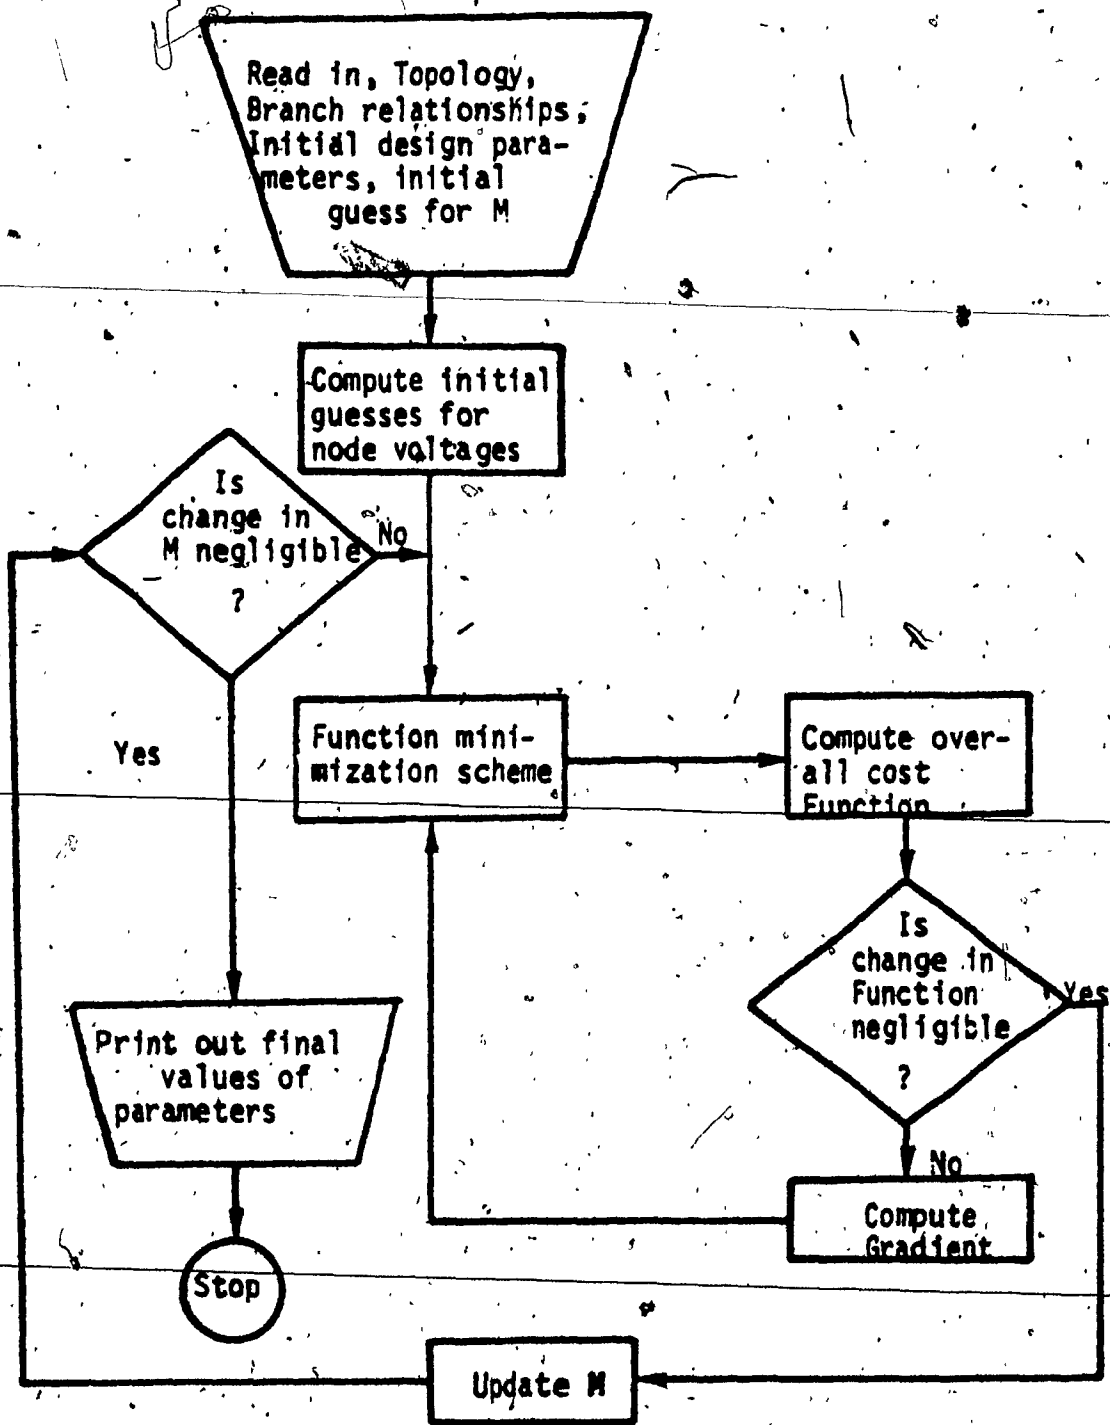 Read in, Topology,
Branch relationships,
Initial design para-
meters, initial
guess for M
Compute initial
guesses for
node voltages
Is
change in
M negligible
?
No
Yes
Function mini-
mization scheme
Compute over-
all cost
Function
Is
change in
Function
negligible
?
Yes
No
Compute
Gradient
Print out final
values of
parameters
Stop
Update M